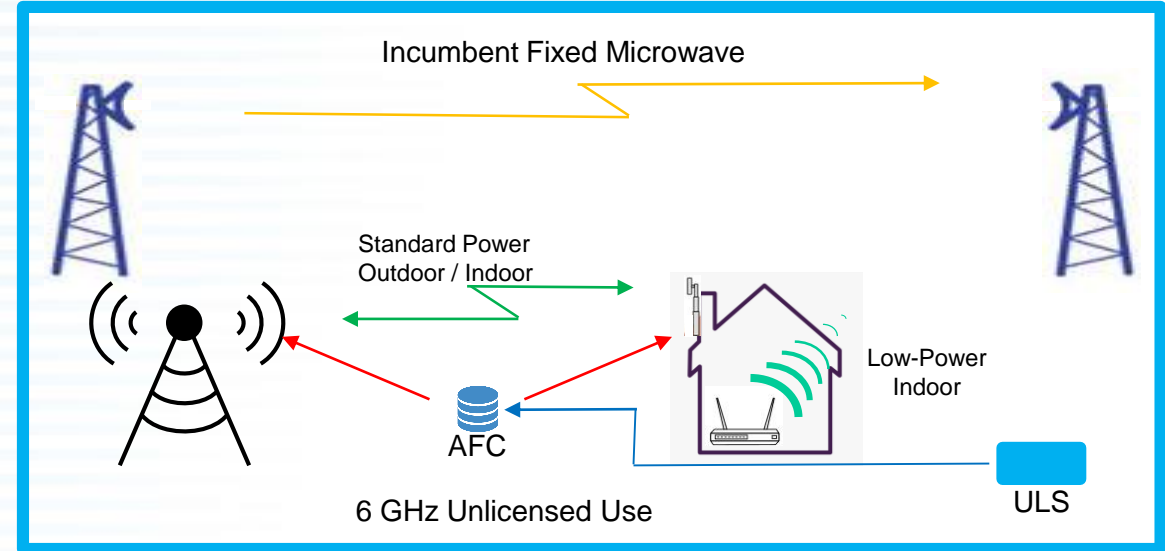 Incumbent Fixed Microwave
Standard Power
Outdoor / Indoor
Low-Power
Indoor
AFC
ULS
6 GHz Unlicensed Use